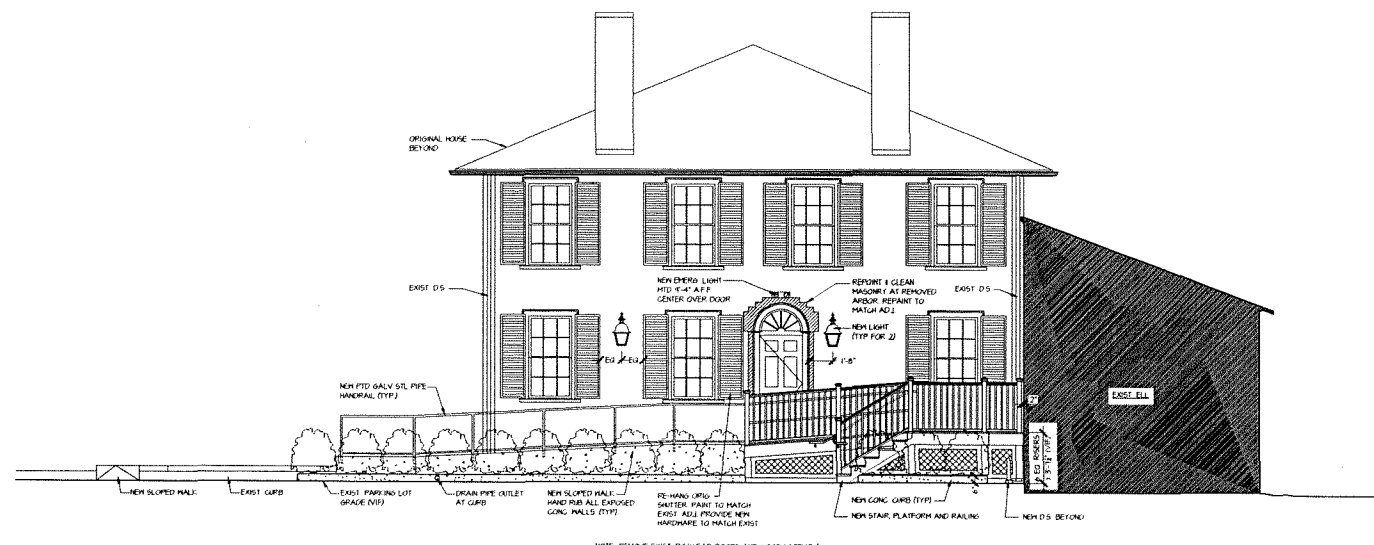 ORIGINAL HOUSE
BEYOND
NEW EMERG LIGHT
MTD 9'-4" A.F.F
CENTER OVER DOOR
REPOINT & CLEAN
MASONRY AT REMOVED
ARBOR. REPAINT TO
MATCH ADJ.
EXIST D.S
EXIST D.S
NEW LIGHT
(TYP FOR 2)
EQ
EQ
1'-8"
NEW PTD GALV STL PIPE
HANDRAIL (TYP.)
EXIST ELL
2"
EQ RISERS
(VIF)
NEW SLOPED WALK
EXIST CURB
EXIST PARKING LOT
GRADE (VIF)
DRAIN PIPE OUTLET
AT CURB
NEW SLOPED WALK
HAND RUB ALL EXPOSED
CONC WALLS (TYP)
RE-HANG ORIG
SHUTTER. PAINT TO MATCH
EXIST ADJ. PROVIDE NEW
HARDWARE TO MATCH EXIST
NEW CONC CURB (TYP)
6"
NEW STAIR, PLATFORM AND RAILING
NEW D.S BEYOND